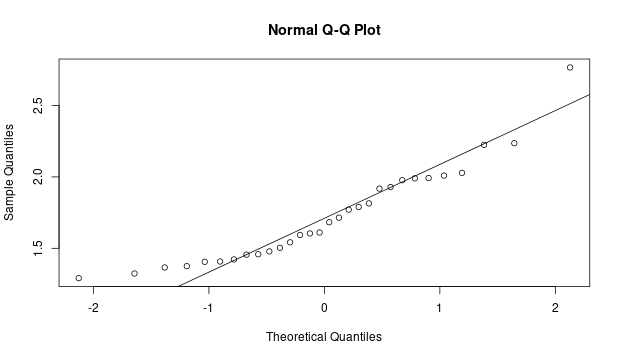 Normal Q-Q Plot
Sample Quantiles
2.5
2.0
1.5
-2 -1 0 1 2
Theoretical Quantiles